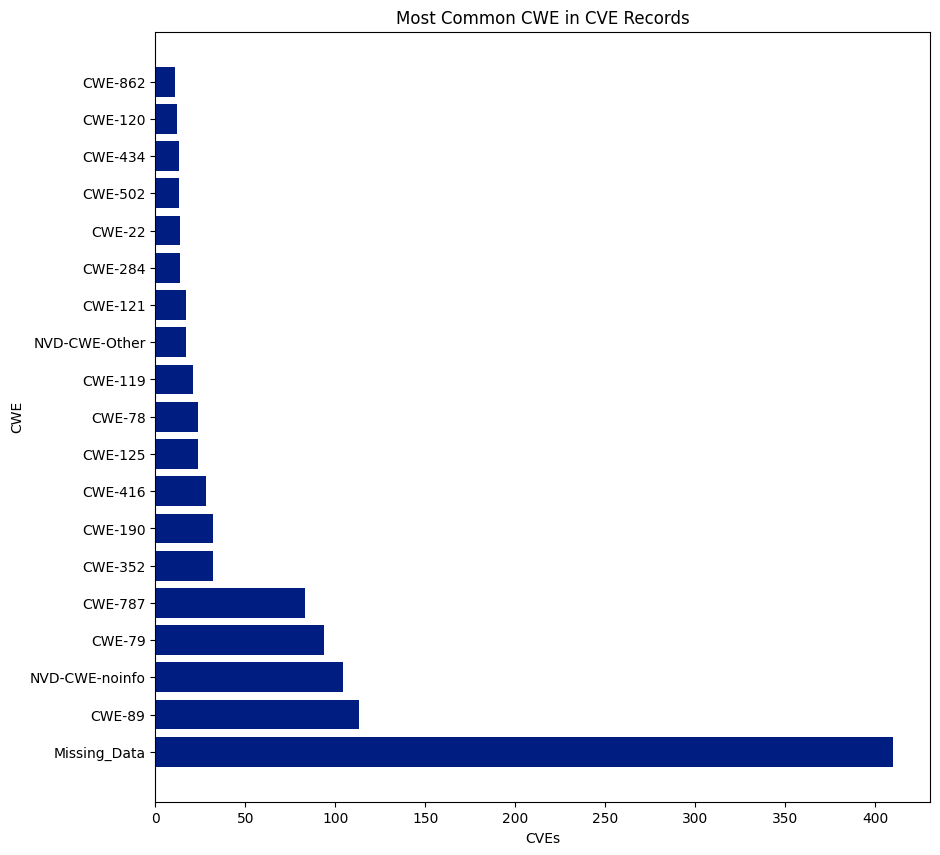 Most Common CWE in CVE Records
CWE-862
CWE-120
CWE-434
CWE-502
CWE-22
CWE-284
CWE-121
NVD-CWE-Other
CWE-119
CWE-78
CWE-125
CWE-416
CWE-190
CWE-352
CWE-787
CWE-79
NVD-CWE-noinfo
CWE-89
Missing_Data
CWE
0 50 100 150 200 250 300 350 400
CVEs